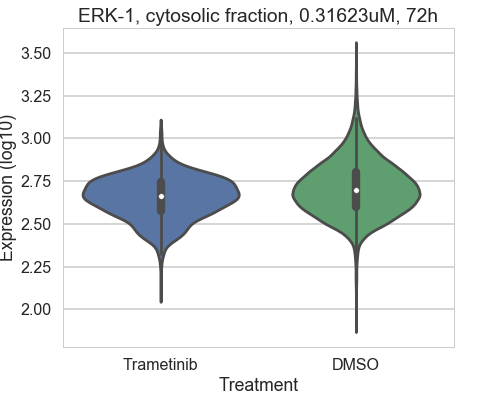 ERK-1, cytosolic fraction, 0.31623uM, 72h
Expression (log10)
3.50
3.25
3.00
2.75
2.50
2.25
2.00
Trametinib
DMSO
Treatment